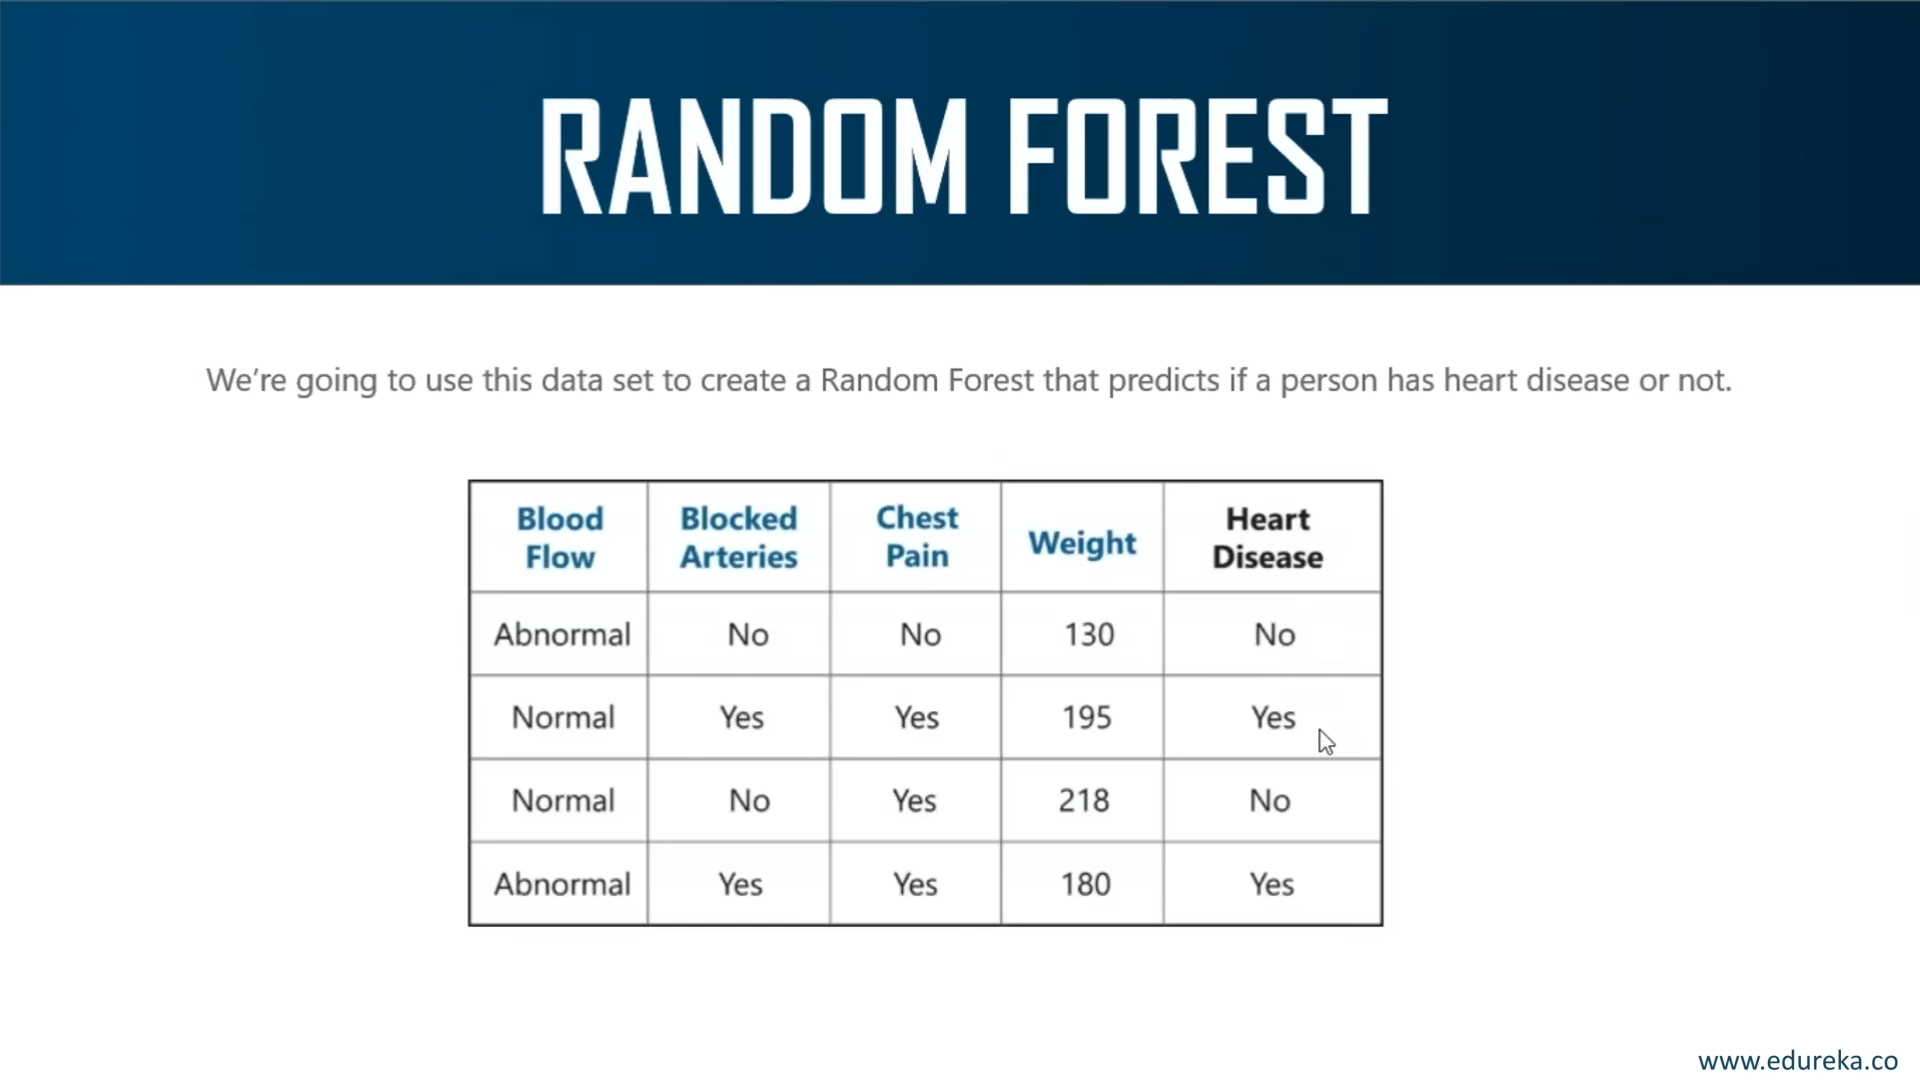 RANDOM FOREST
We're going to use this data set to create a Random Forest that predicts if a person has heart disease or not.
Blood Flow Blocked Arteries Chest Pain Weight Heart Disease
Abnormal No No 130 No
Normal Yes Yes 195 Yes
Normal No Yes 218 No
Abnormal Yes Yes 180 Yes
www.edureka.co